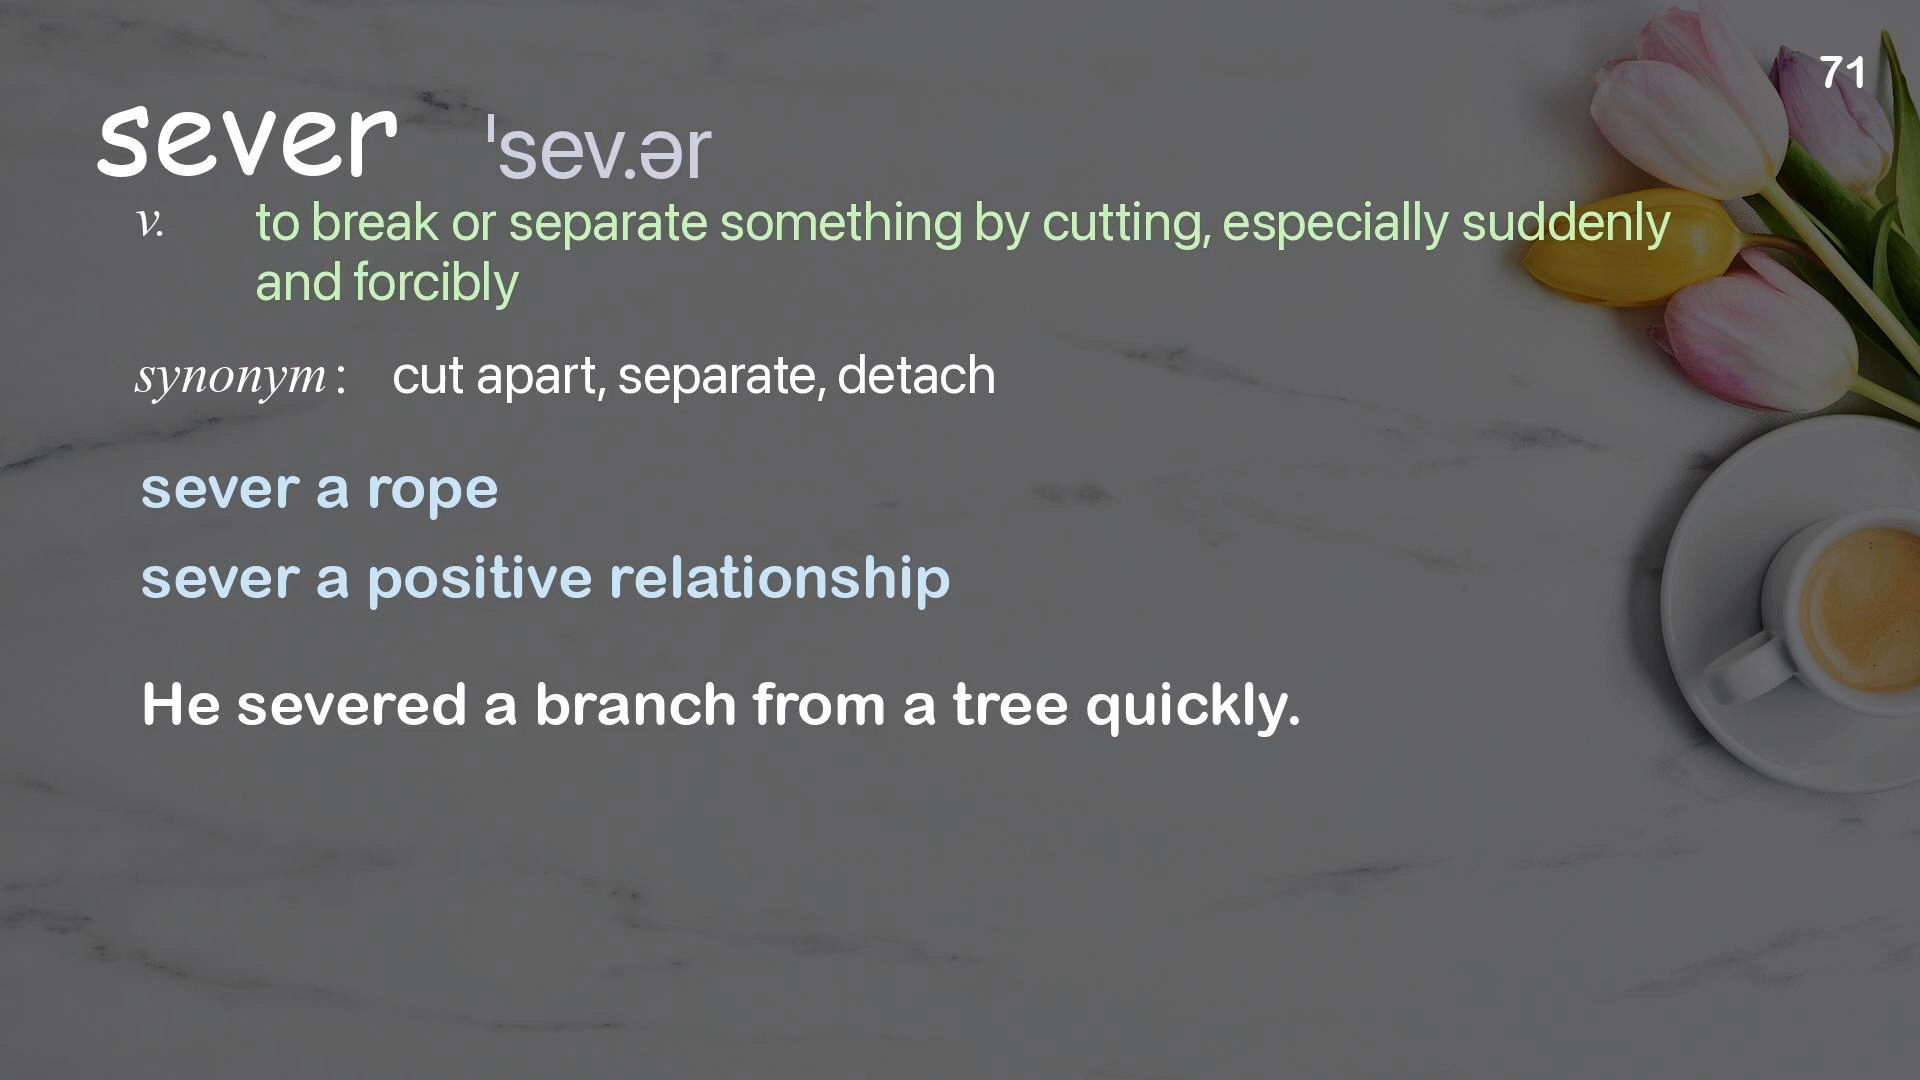 71
sever ˈsev.ər
v. to break or separate something by cutting, especially suddenly
and forcibly
synonym : cut apart, separate, detach
sever a rope
sever a positive relationship
He severed a branch from a tree quickly.